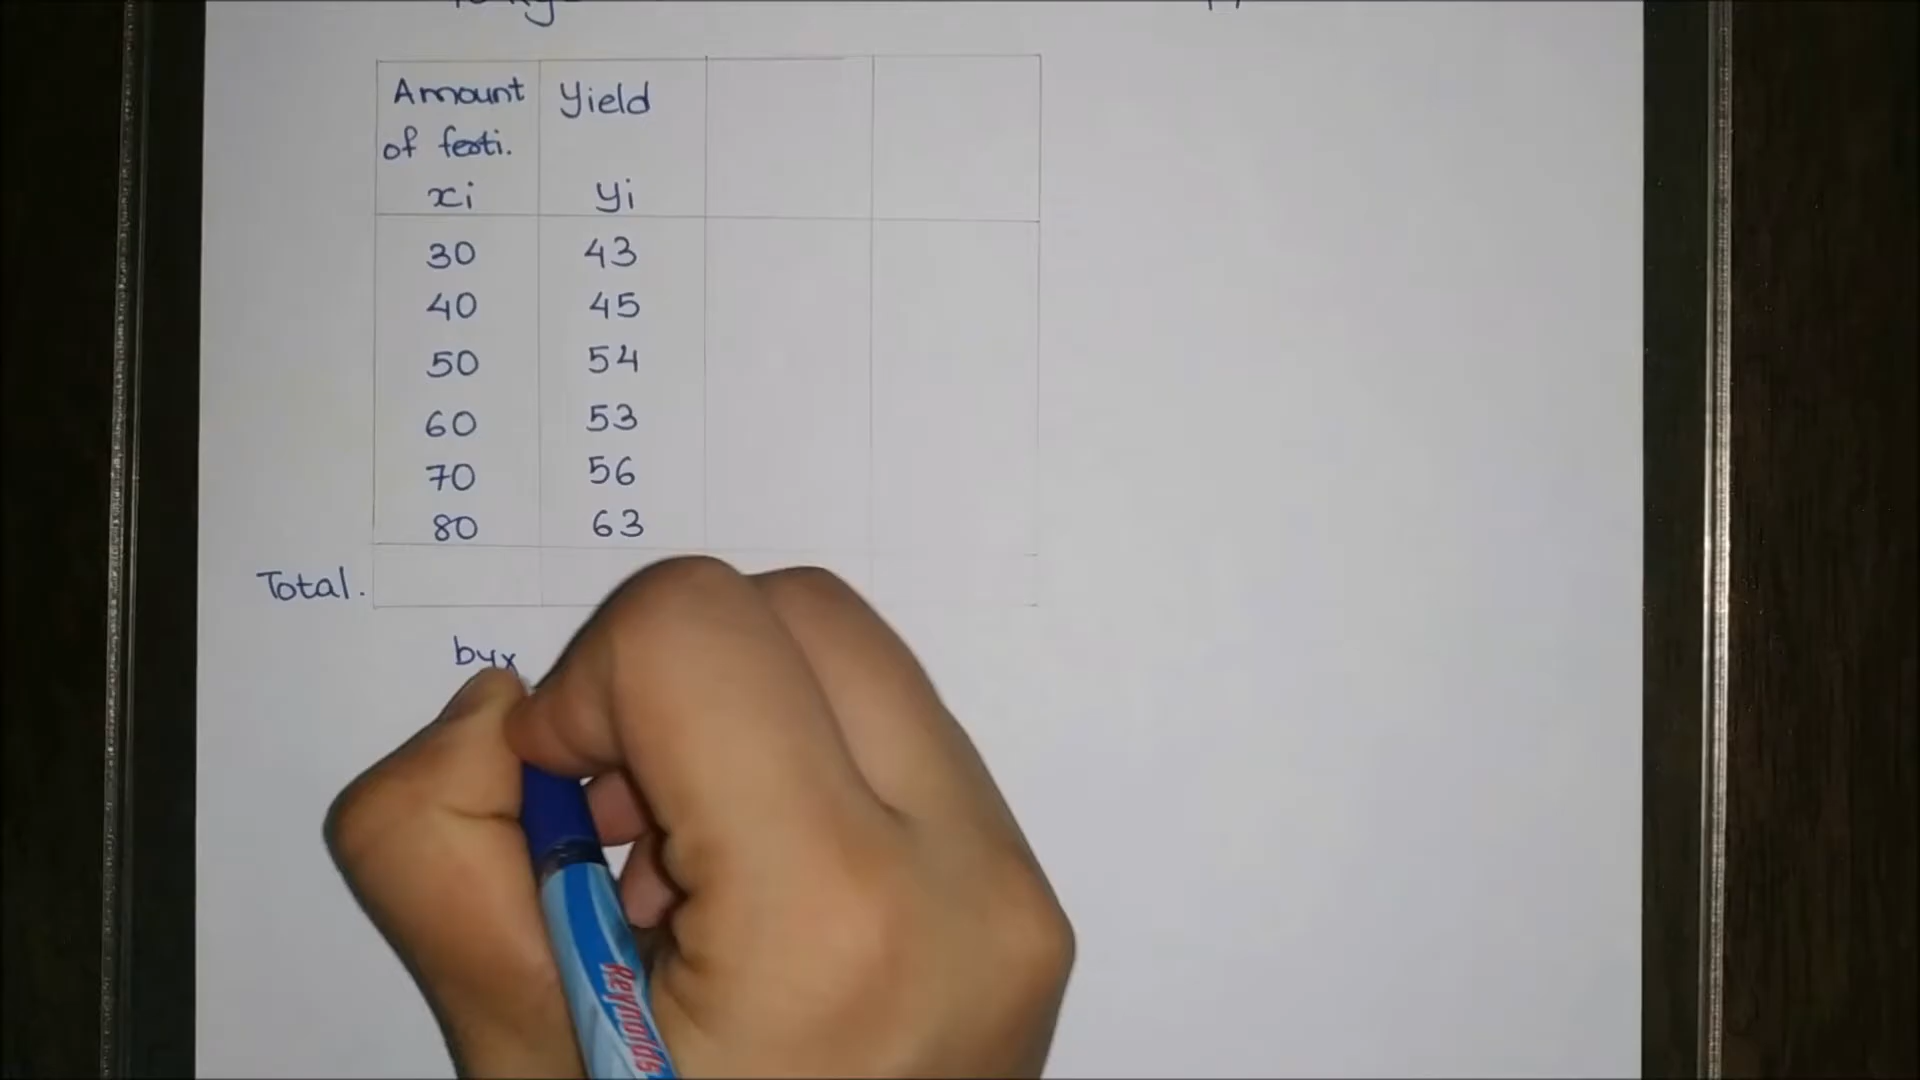 Amount Yield
of ferti.
xi yi
30 43
40 45
50 54
60 53
70 56
80 63
Total.
byx
Reynolds